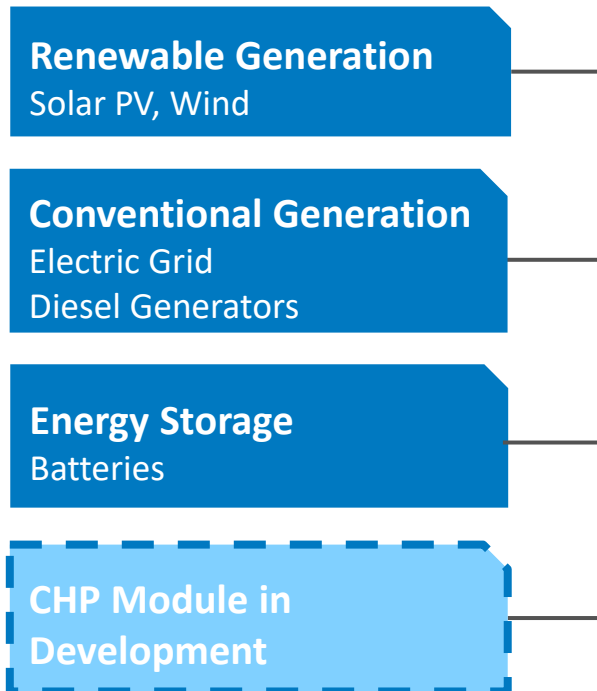 Renewable Generation
Solar PV, Wind
Conventional Generation
Electric Grid
Diesel Generators
Energy Storage
Batteries
CHP Module in
Development